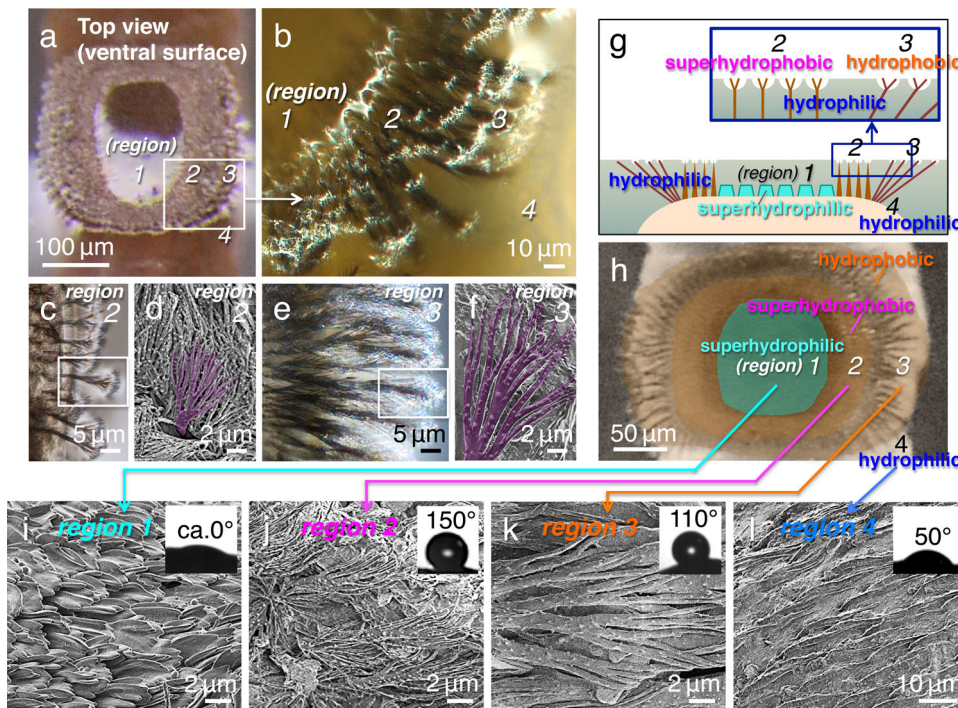 a
Top view
(ventral surface)
(region)
1
2
3
4
100 μm
b
(region)
1
2
3
4
10 μm
c
region
2
5 μm
d
region
2
2 μm
e
region
3
5 μm
f
region
3
2 μm
g
2
3
superhydrophobic
hydrophobic
hydrophilic
2
3
(region) 1
hydrophilic
superhydrophilic
4
hydrophilic
h
hydrophobic
superhydrophobic
superhydrophilic
(region) 1
2
3
50 μm
4
hydrophilic
i
region 1
ca.0°
2 μm
j
region 2
150°
2 μm
k
region 3
110°
2 μm
l
region 4
50°
10 μm